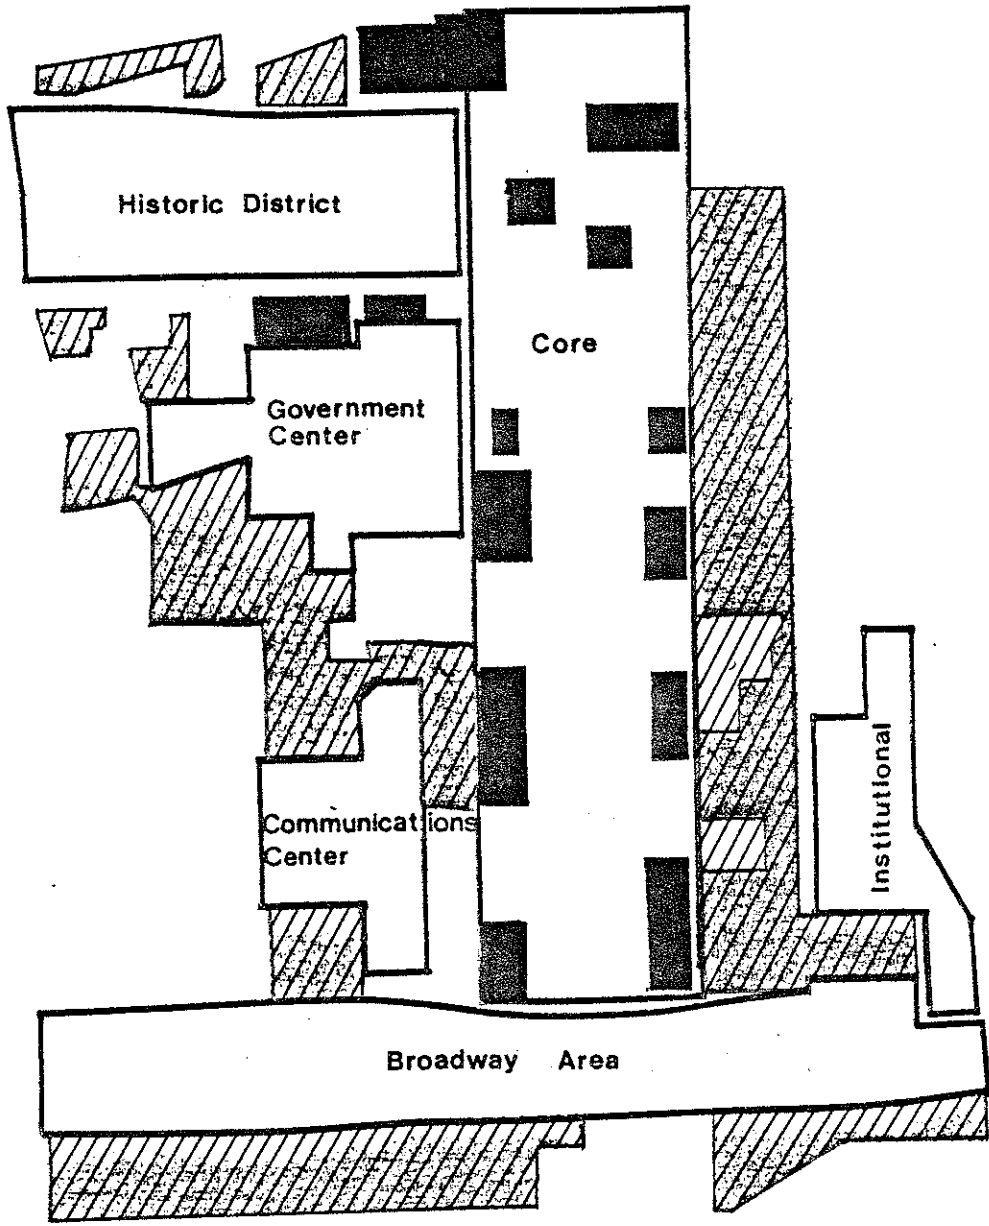 Historic District
Core
Government
Center
Communications
Center
Institutional
Broadway Area